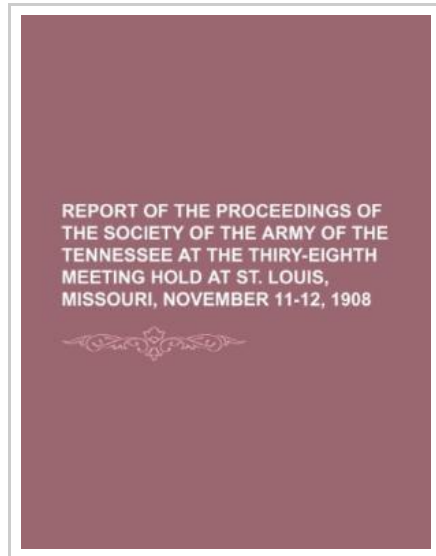 REPORT OF THE PROCEEDINGS OF
THE SOCIETY OF THE ARMY OF THE
TENNESSEE AT THE THIRY-EIGHTH
MEETING HOLD AT ST. LOUIS,
MISSOURI, NOVEMBER 11-12, 1908